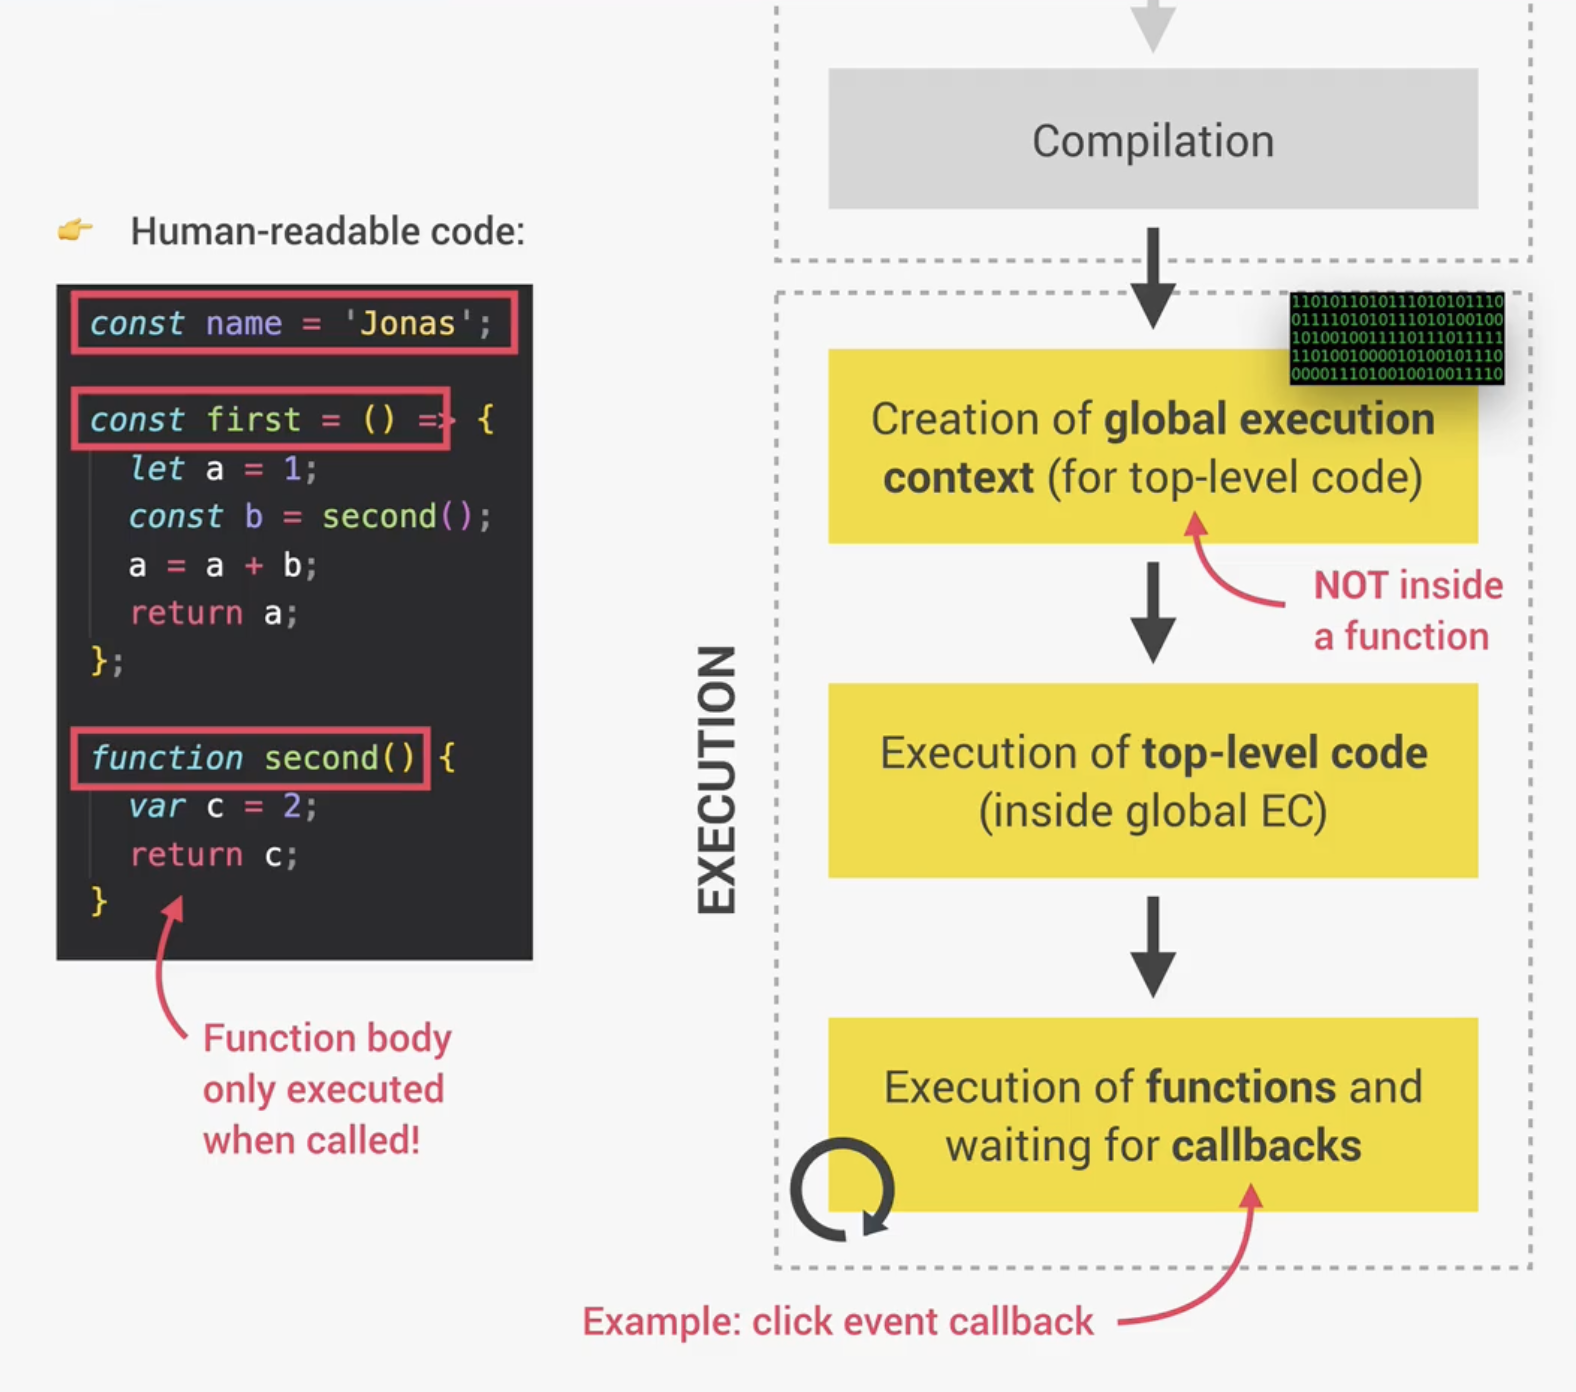 Compilation
👉 Human-readable code:
const name = 'Jonas';
const first = () => {
let a = 1;
const b = second();
a = a + b;
return a;
};
function second() {
var c = 2;
return c;
}
Function body
only executed
when called!
EXECUTION
11010110101110101011110
0111101010111010100100
1010010011110111011111
11010010000101001011110
00001110100100100111110
Creation of global execution
context (for top-level code)
NOT inside
a function
Execution of top-level code
(inside global EC)
Execution of functions and
waiting for callbacks
Example: click event callback